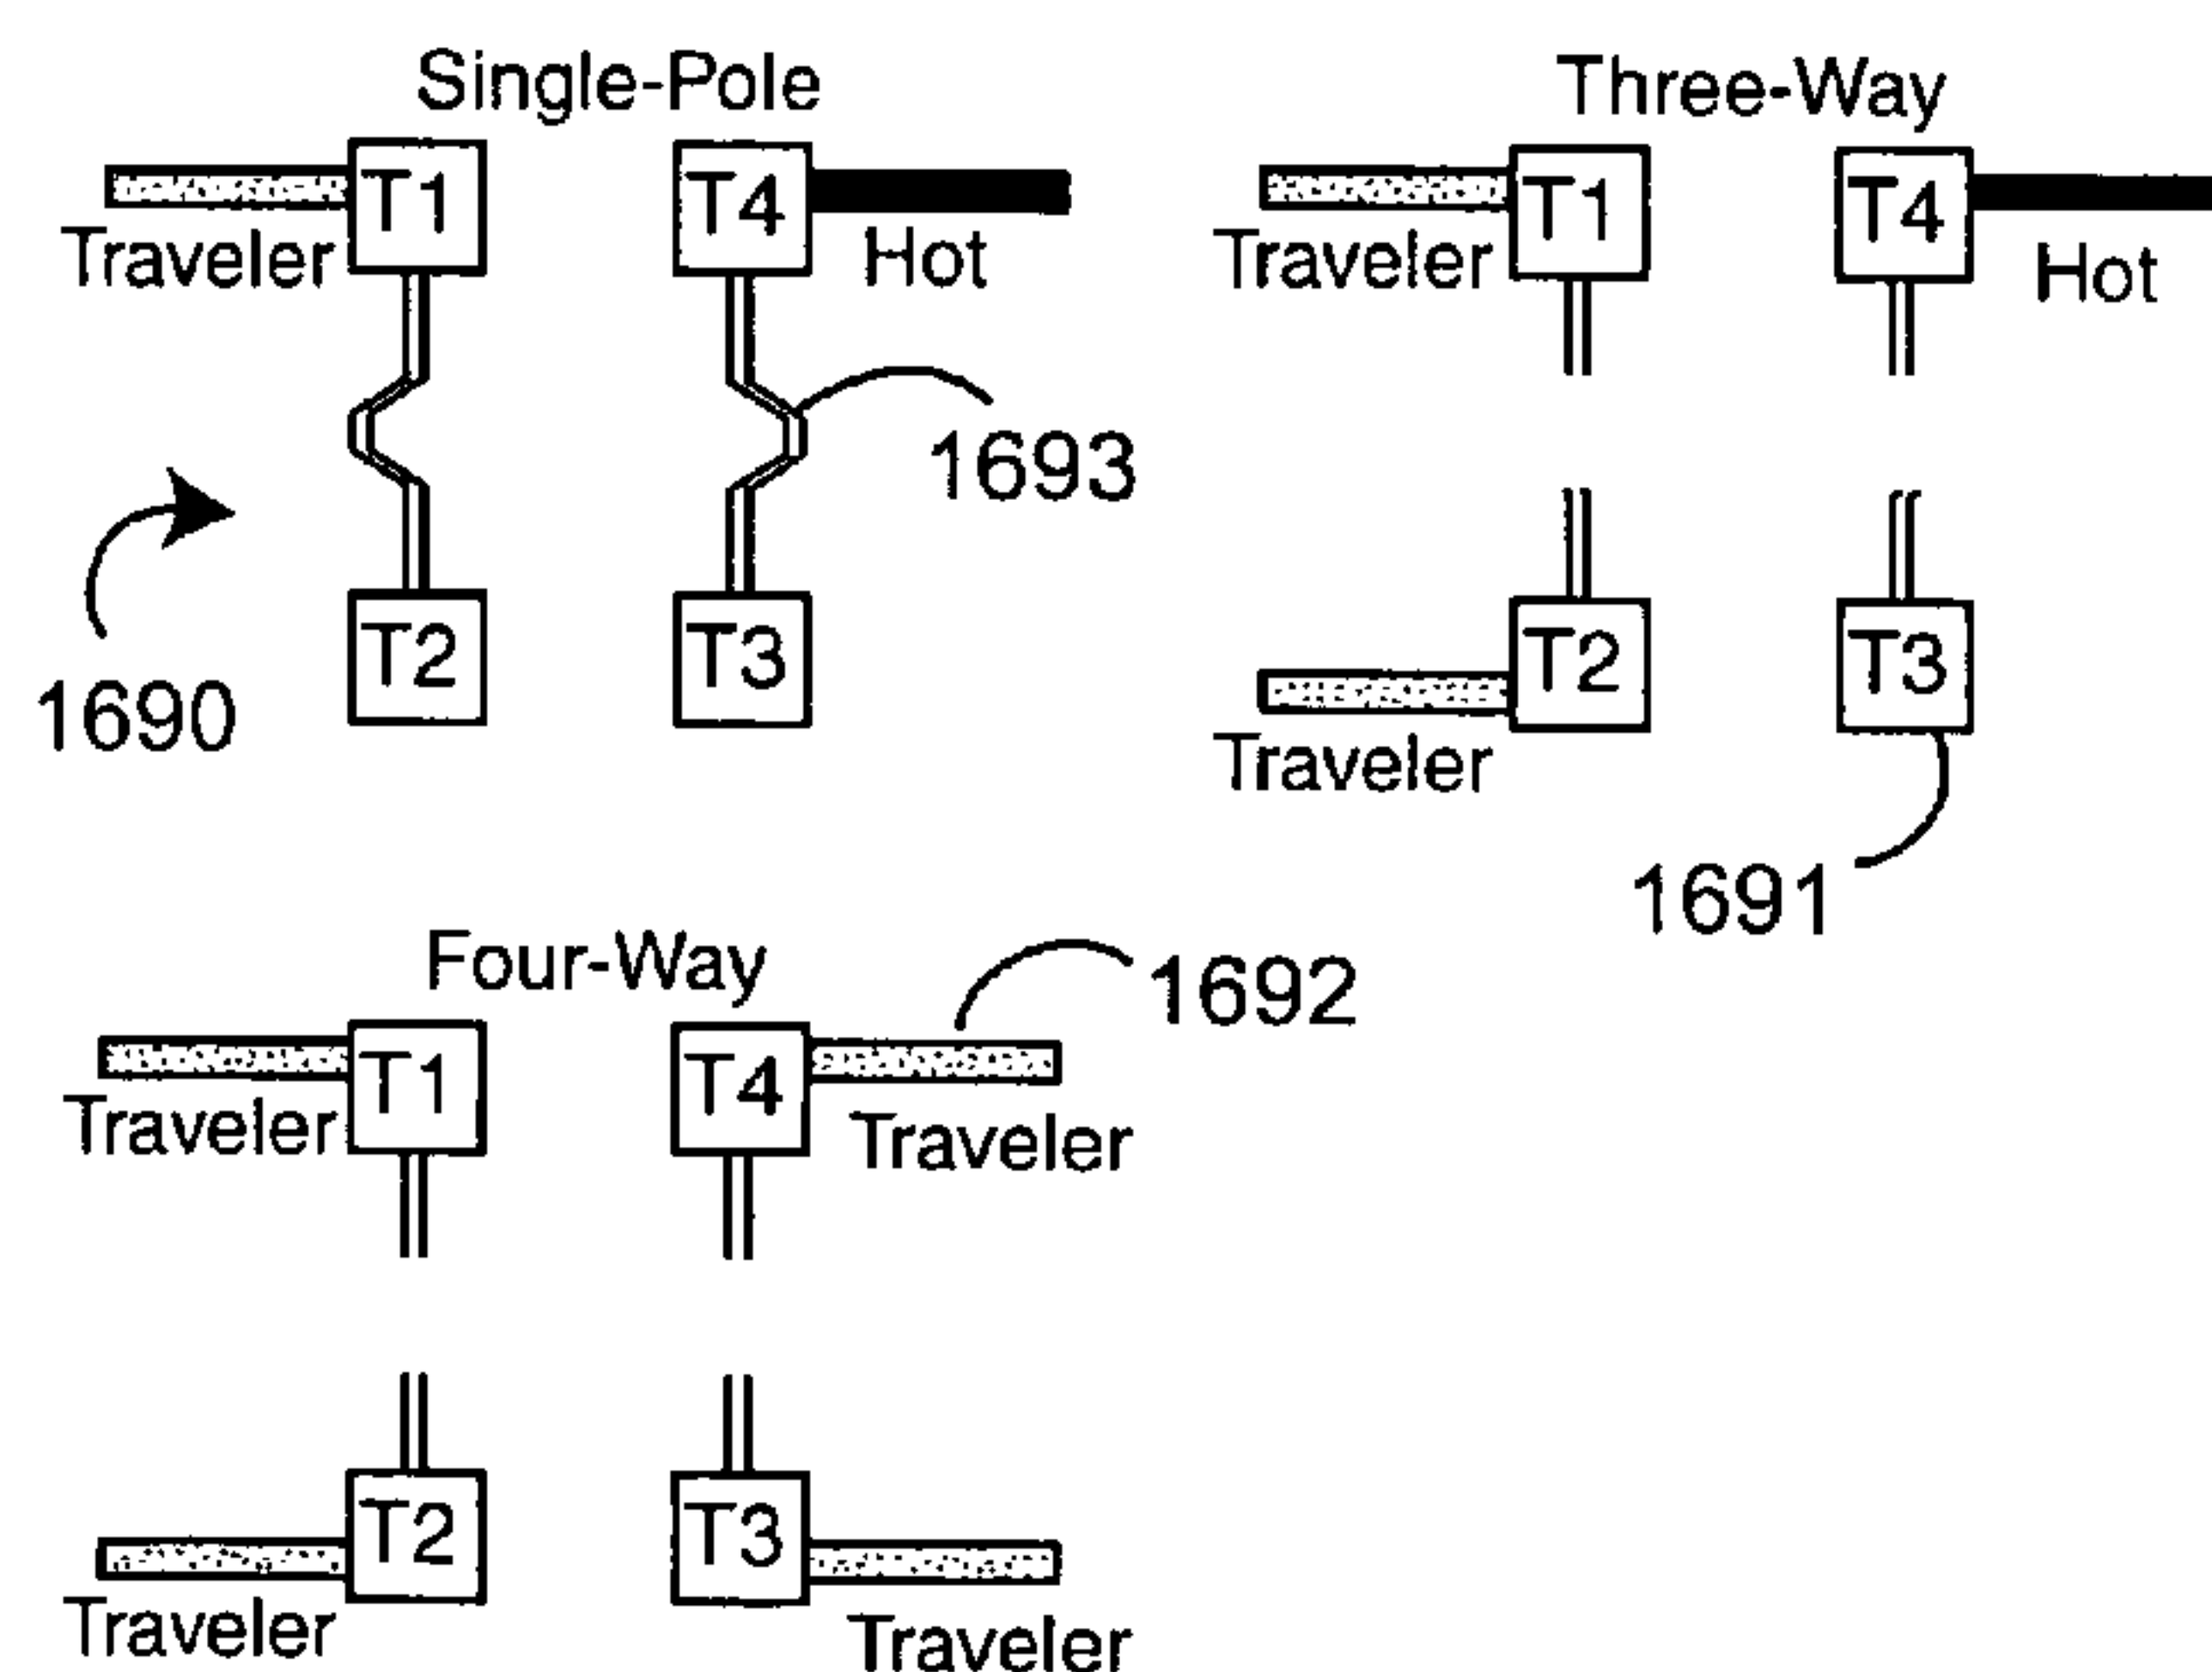 Single-Pole
T1
T4
Traveler
Hot
1693
T2
T3
1690
Three-Way
T1
T4
Traveler
Hot
T2
T3
Traveler
1691
Four-Way
1692
T1
T4
Traveler
Traveler
T2
T3
Traveler
Traveler